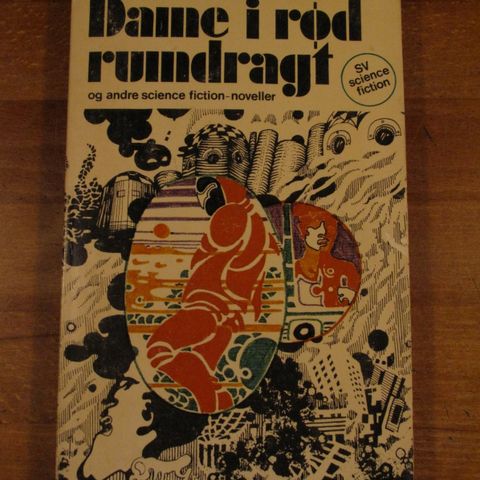 Dame i rød
rumdragt
og andre science fiction-noveller
SV
science
fiction